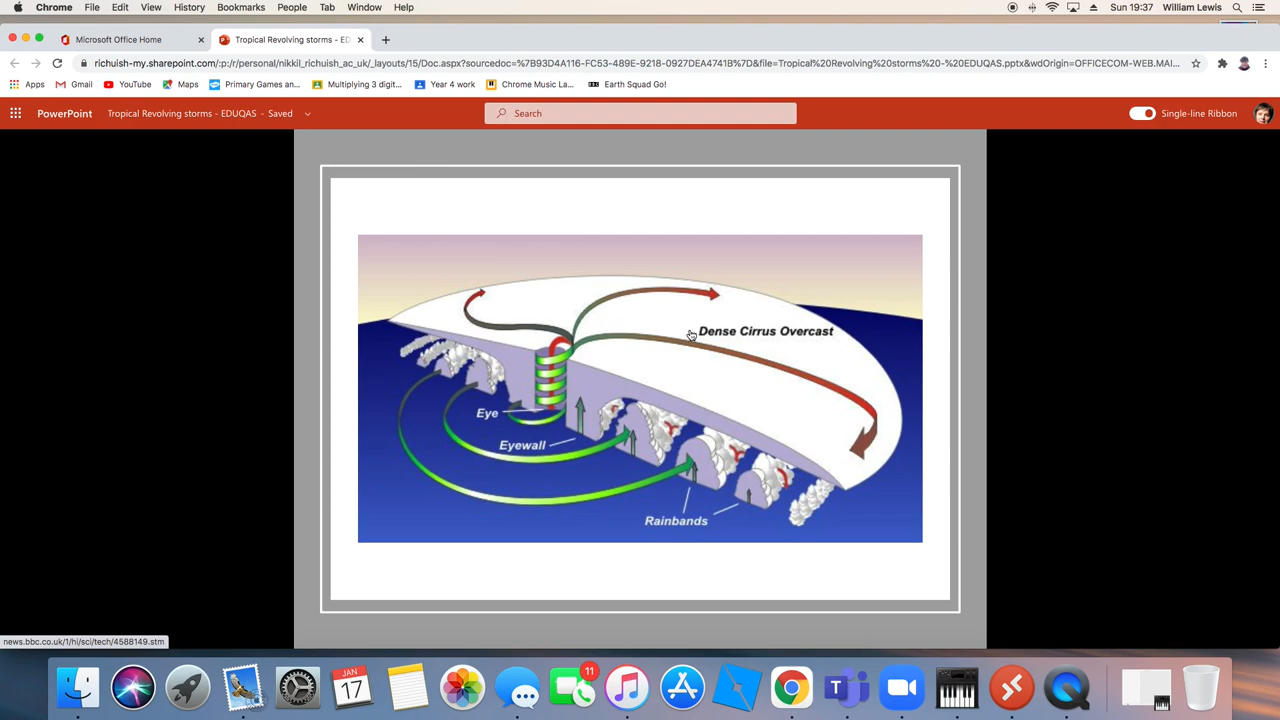 Chrome File Edit View History Bookmarks People Tab Window Help Sun 19:37 William Lewis
Microsoft Office Home Tropical Revolving storms - ED
richuish-my.sharepoint.com/:p:/r/personal/nikkil_richuish_ac_uk/_layouts/15/Doc.aspx?sourcedoc=%7B93D4A116-FC53-489E-9218-0927DEA4741B%7D&file=Tropical%20Revolving%20storms%20-%20EDUQAS.pptx&wdOrigin=OFFICECOM-WEB.MAI...
Apps Gmail YouTube Maps Primary Games an... Multiplying 3 digit... Year 4 work Chrome Music La... Earth Squad Go!
PowerPoint Tropical Revolving storms - EDUQAS - Saved Search Single-line Ribbon
Dense Cirrus Overcast
Eye
Eyewall
Rainbands
news.bbc.co.uk/1/hi/sci/tech/4588149.stm
11
JAN
17